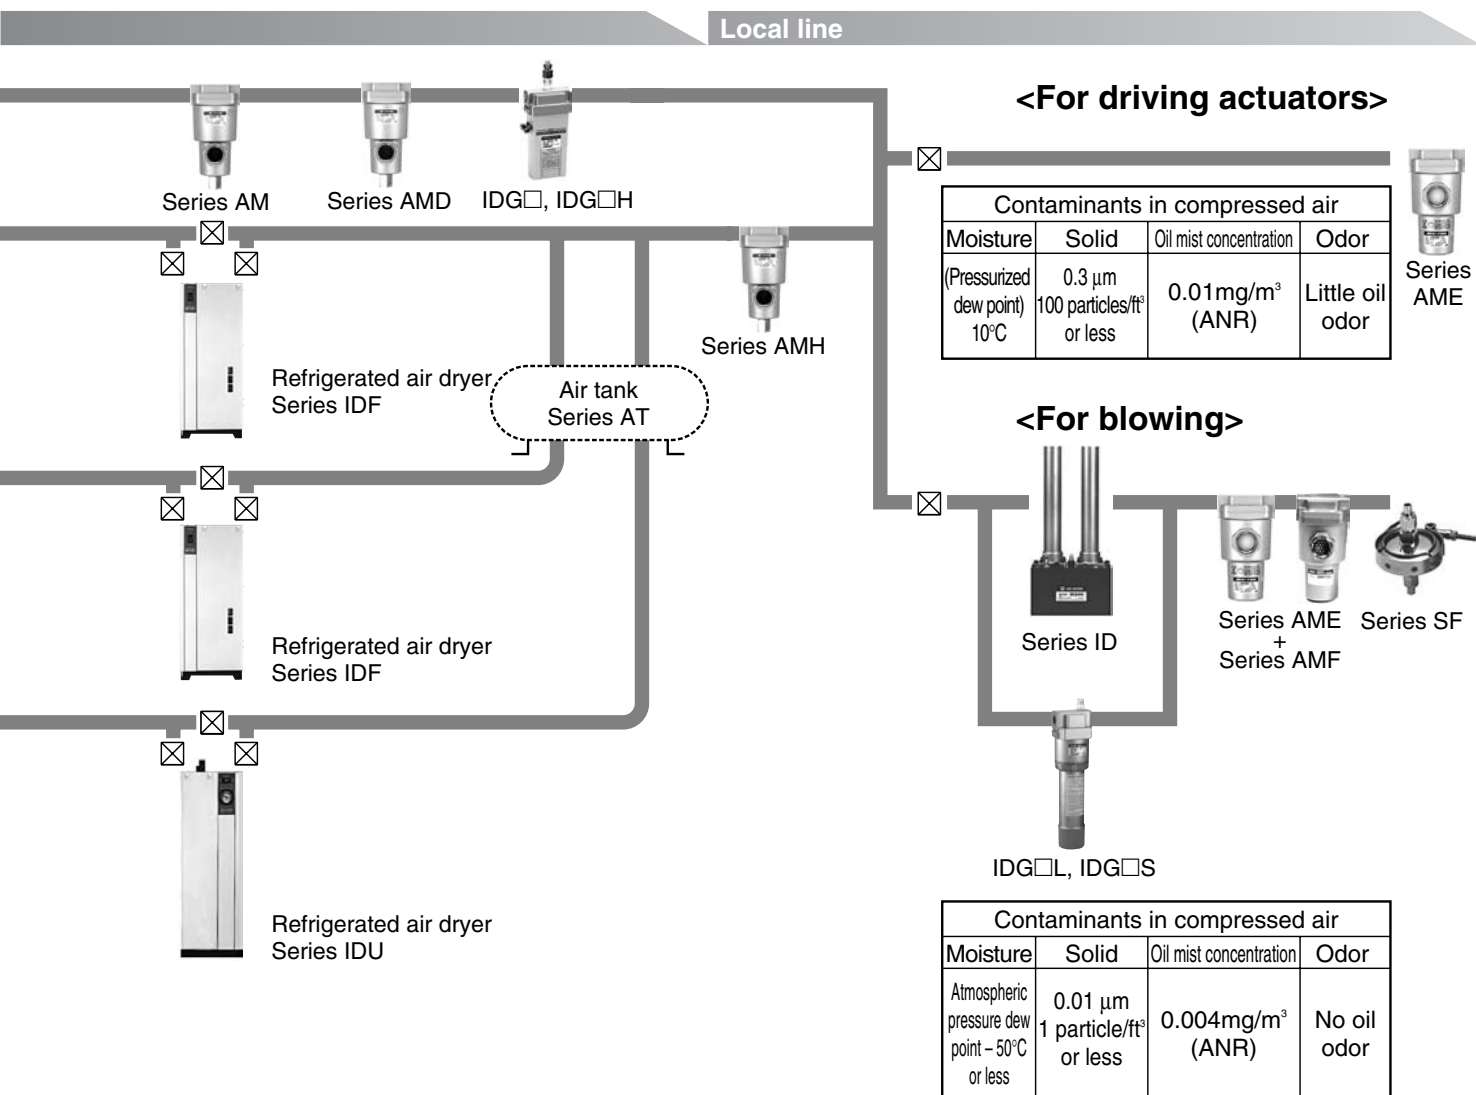 Local line
<For driving actuators>
Series AM
Series AMD
IDG□, IDG□H
Contaminants in compressed air
Moisture Solid Oil mist concentration Odor
(Pressurized
dew point)
10°C
0.3 µm
100 particles/ft³
or less
0.01mg/m³
(ANR)
Little oil
odor
Series
AME
Series AMH
Refrigerated air dryer
Series IDF
Air tank
Series AT
<For blowing>
Series ID
Series AME
+
Series AMF
Series SF
Refrigerated air dryer
Series IDF
IDG□L, IDG□S
Refrigerated air dryer
Series IDU
Contaminants in compressed air
Moisture Solid Oil mist concentration Odor
Atmospheric
pressure dew
point – 50°C
or less
0.01 µm
1 particle/ft³
or less
0.004mg/m³
(ANR)
No oil
odor